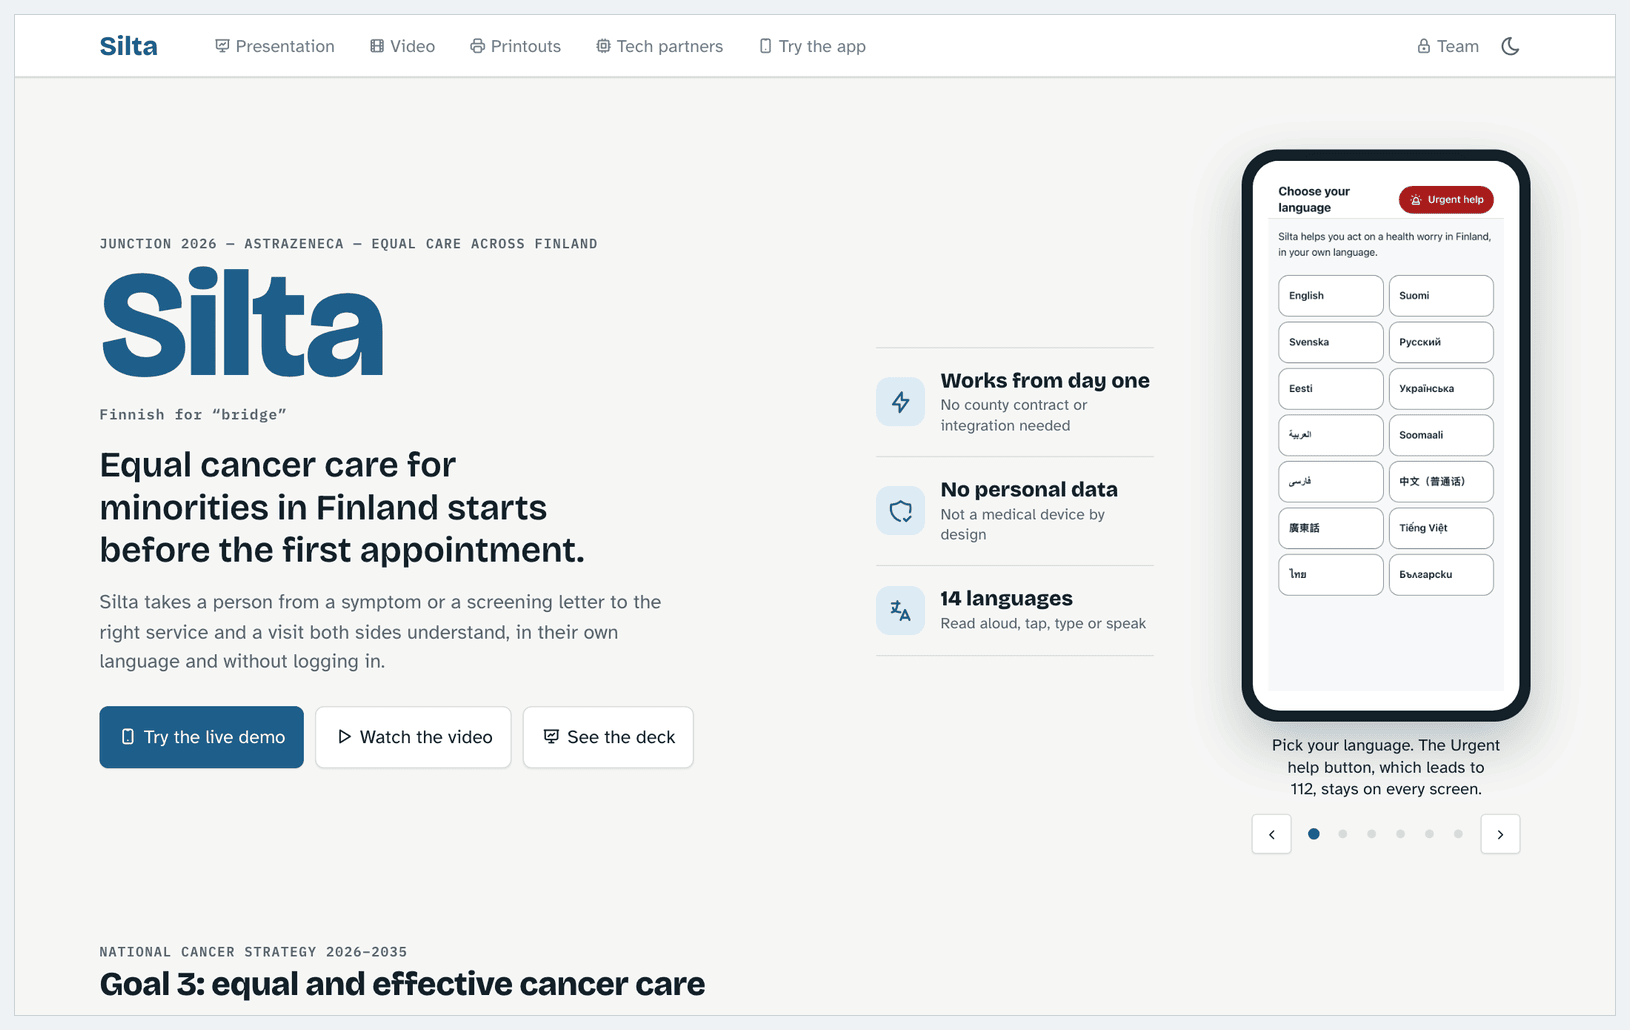 Silta
Presentation
Video
Printouts
Tech partners
Try the app
Team
JUNCTION 2026 — ASTRAZENECA — EQUAL CARE ACROSS FINLAND
Silta
Finnish for “bridge”
Equal cancer care for
minorities in Finland starts
before the first appointment.
Silta takes a person from a symptom or a screening letter to the
right service and a visit both sides understand, in their own
language and without logging in.
Try the live demo
Watch the video
See the deck
Works from day one
No county contract or
integration needed
No personal data
Not a medical device by
design
14 languages
Read aloud, tap, type or speak
Choose your
language
Urgent help
Silta helps you act on a health worry in Finland,
in your own language.
English
Suomi
Svenska
Русский
Eesti
Українська
العربية
Soomaali
فارسی
中文（普通话）
廣東話
Tiếng Việt
ไทย
Български
Pick your language. The Urgent
help button, which leads to
112, stays on every screen.
NATIONAL CANCER STRATEGY 2026–2035
Goal 3: equal and effective cancer care